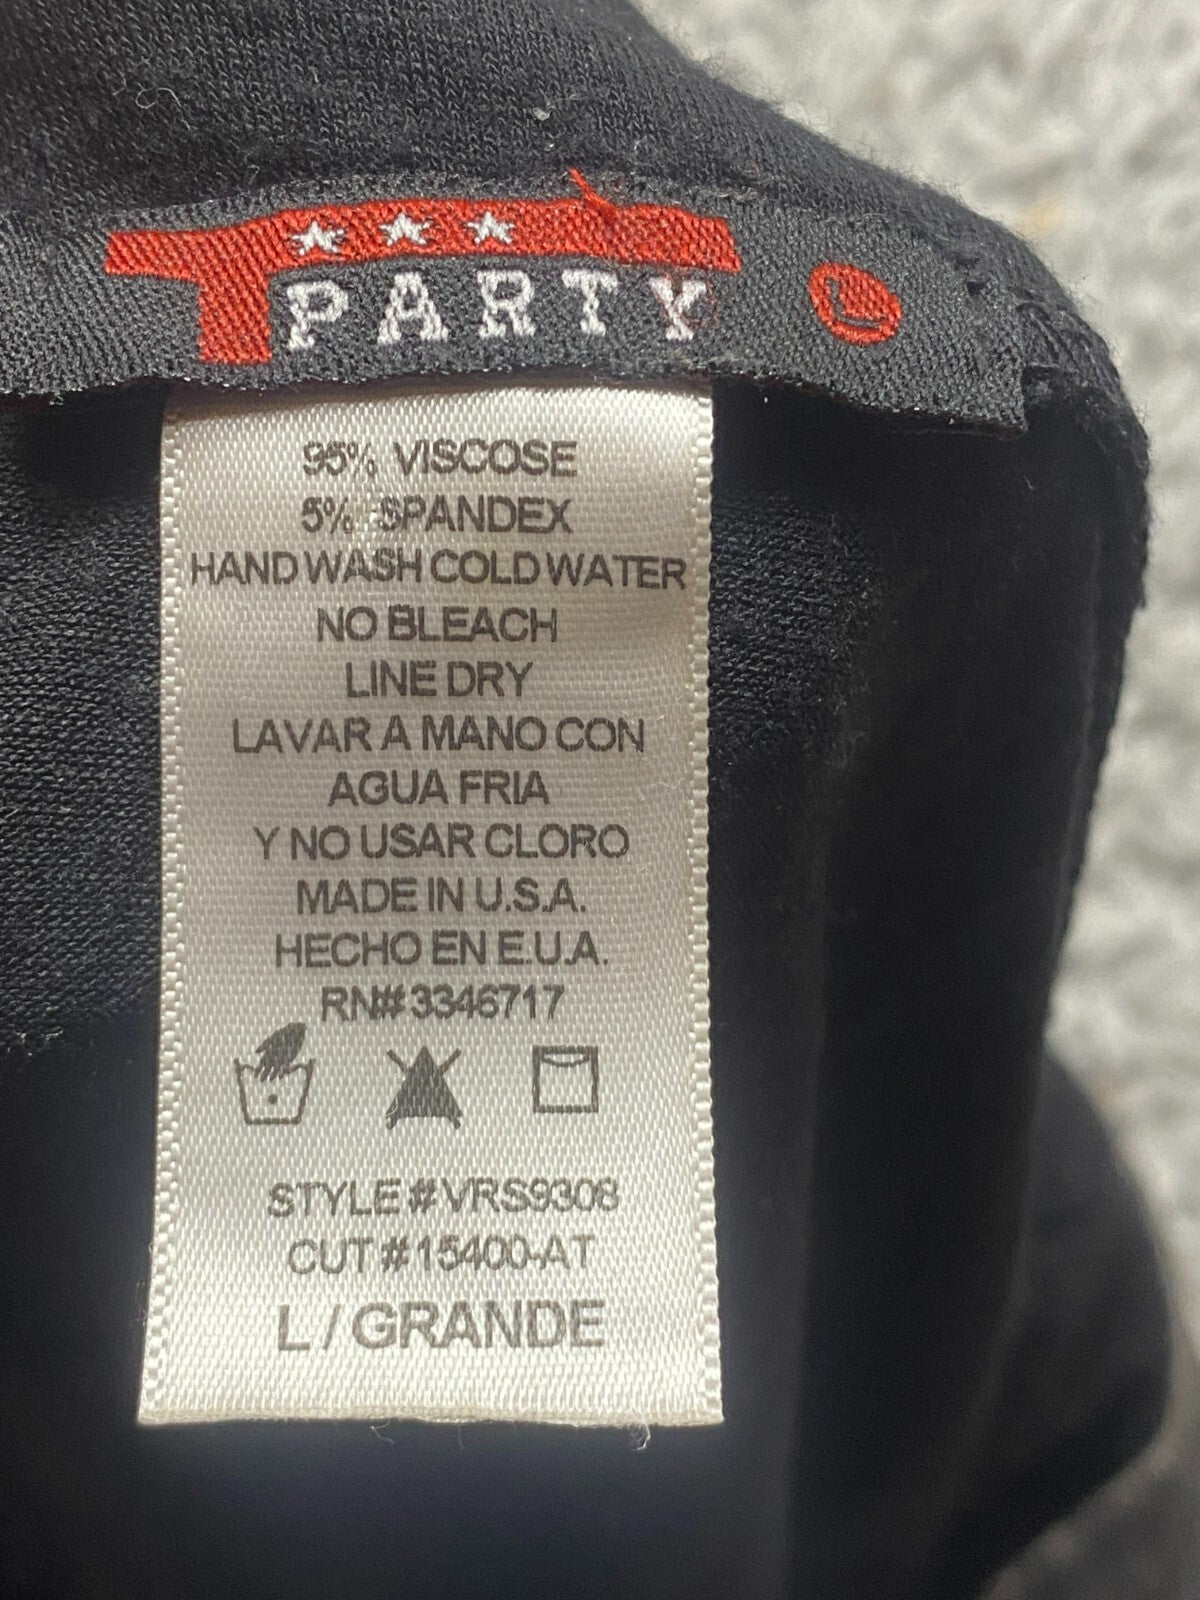 T PARTY
L
95% VISCOSE
5% SPANDEX
HAND WASH COLD WATER
NO BLEACH
LINE DRY
LAVAR A MANO CON
AGUA FRIA
Y NO USAR CLORO
MADE IN U.S.A.
HECHO EN E.U.A.
RN# 3346717
STYLE # VRS9308
CUT # 15400-AT
L / GRANDE